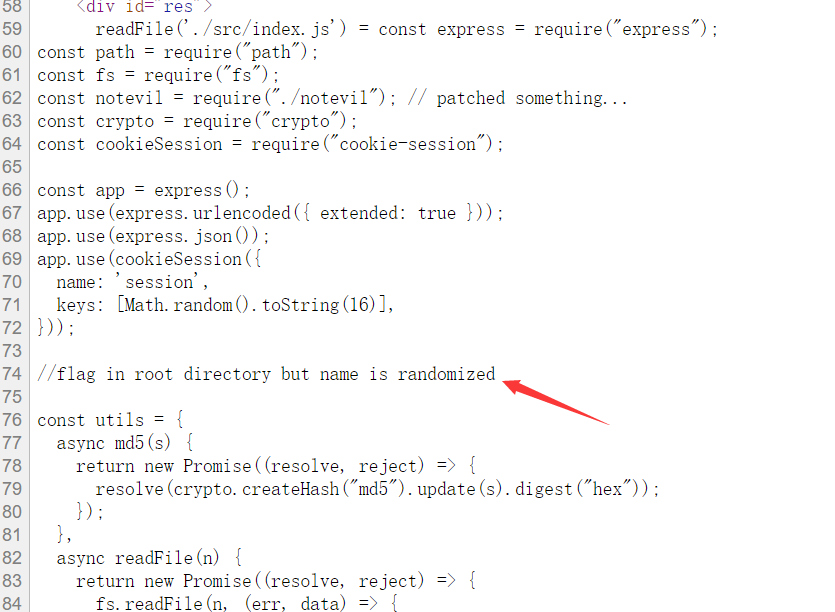 58     <div id="res">
59       readFile('./src/index.js') = const express = require("express");
60 const path = require("path");
61 const fs = require("fs");
62 const notevil = require("./notevil"); // patched something...
63 const crypto = require("crypto");
64 const cookieSession = require("cookie-session");
65
66 const app = express();
67 app.use(express.urlencoded({ extended: true }));
68 app.use(express.json());
69 app.use(cookieSession({
70   name: 'session',
71   keys: [Math.random().toString(16)],
72 }));
73
74 //flag in root directory but name is randomized
75
76 const utils = {
77   async md5(s) {
78     return new Promise((resolve, reject) => {
79       resolve(crypto.createHash("md5").update(s).digest("hex"));
80     });
81   },
82   async readFile(n) {
83     return new Promise((resolve, reject) => {
84       fs.readFile(n, (err, data) => {